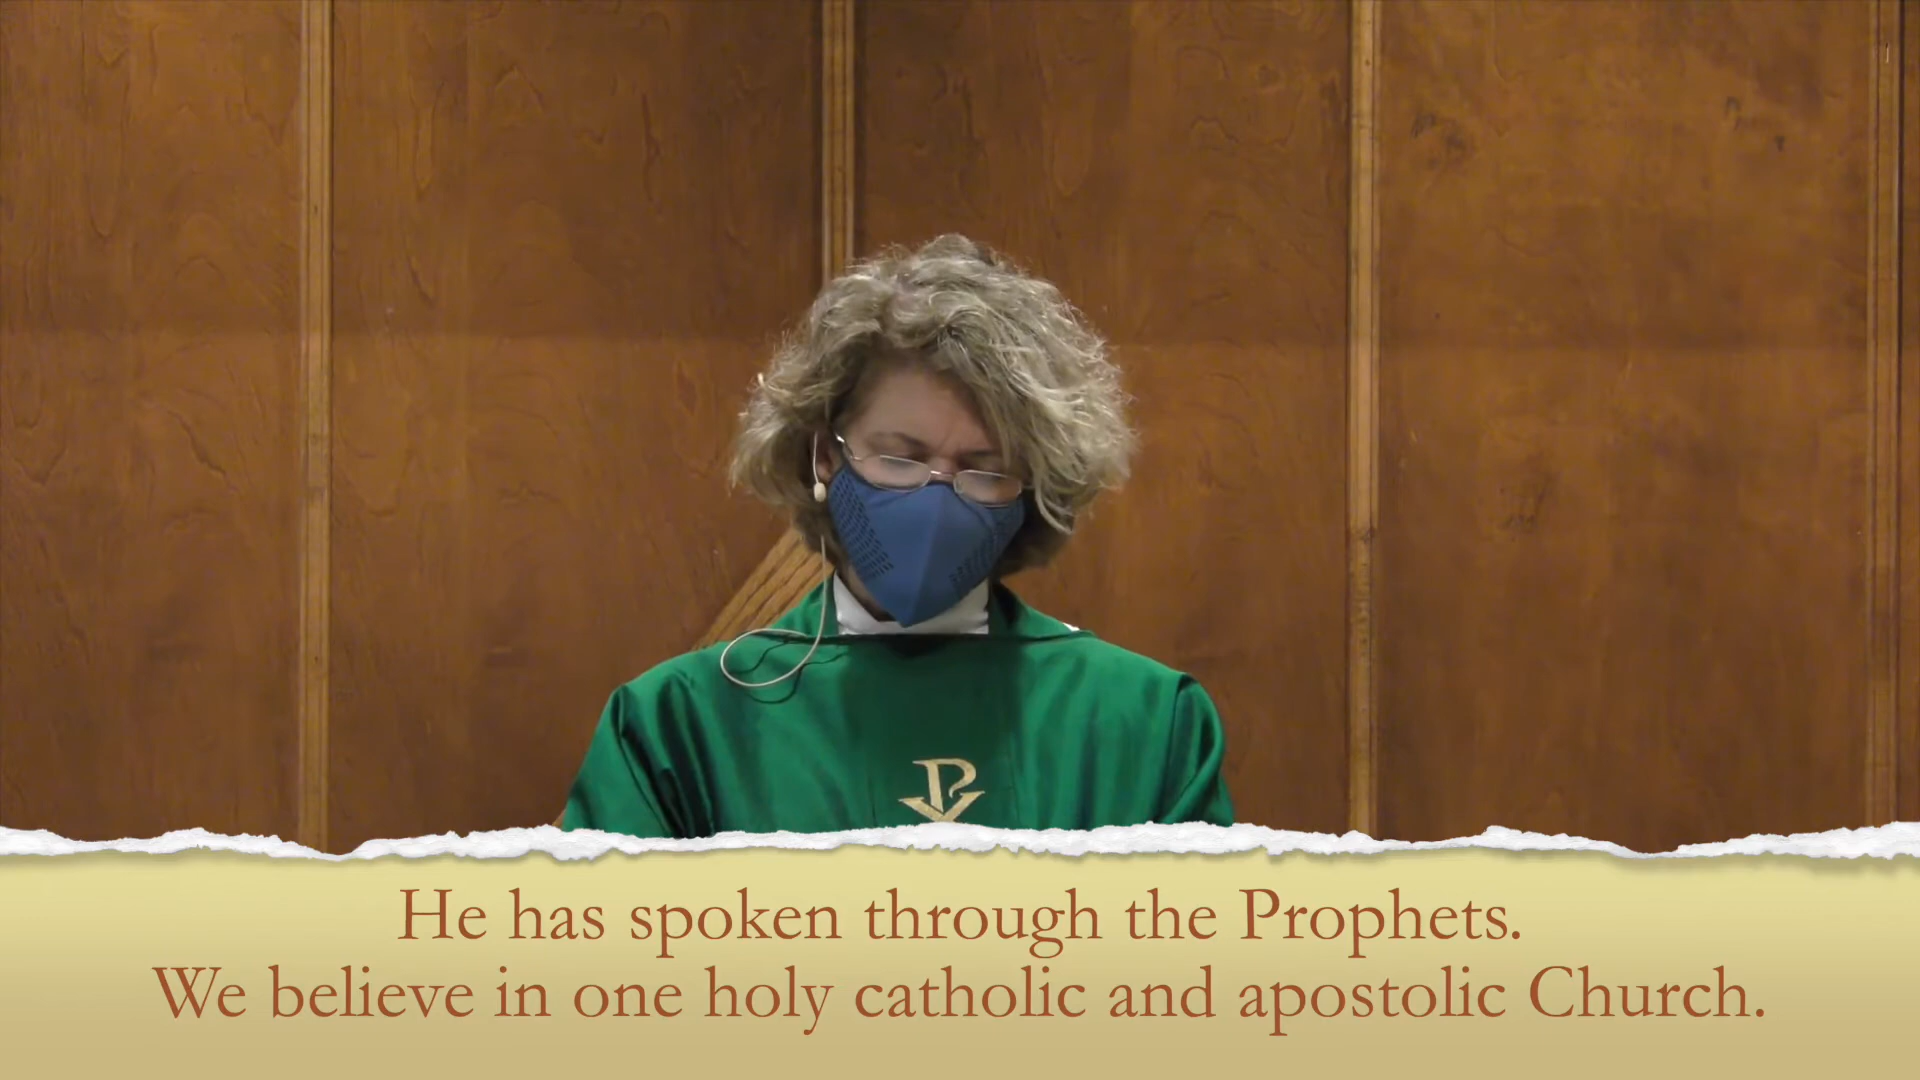 He has spoken through the Prophets.
We believe in one holy catholic and apostolic Church.